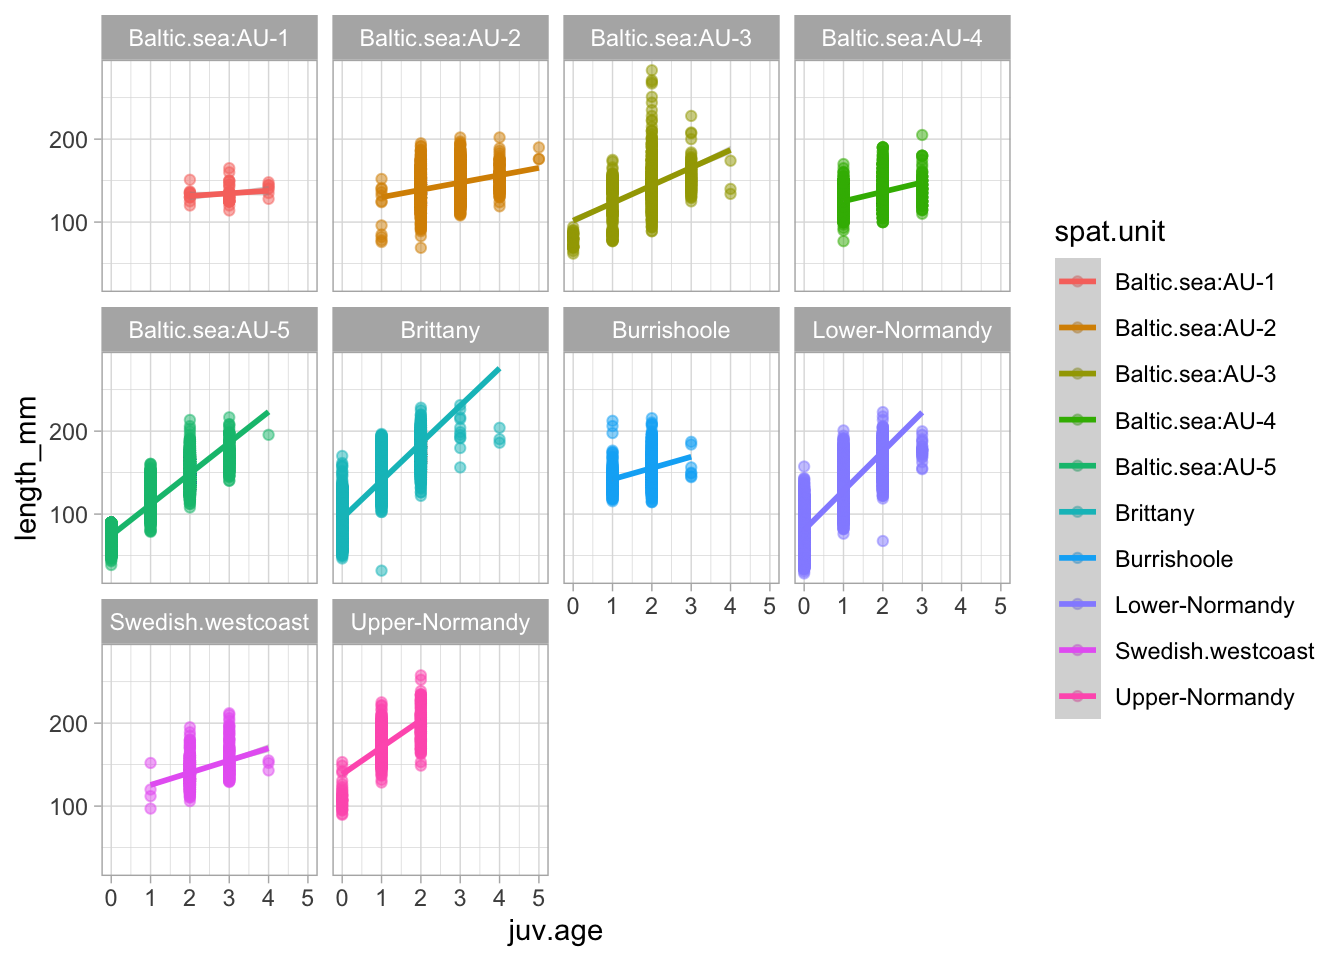 Baltic.sea:AU-1 Baltic.sea:AU-2 Baltic.sea:AU-3 Baltic.sea:AU-4
200
100
Baltic.sea:AU-5 Brittany Burrishoole Lower-Normandy
200
100
0 1 2 3 4 5 0 1 2 3 4 5
Swedish.westcoast Upper-Normandy
200
100
0 1 2 3 4 5 0 1 2 3 4 5
juv.age
length_mm
spat.unit
Baltic.sea:AU-1
Baltic.sea:AU-2
Baltic.sea:AU-3
Baltic.sea:AU-4
Baltic.sea:AU-5
Brittany
Burrishoole
Lower-Normandy
Swedish.westcoast
Upper-Normandy